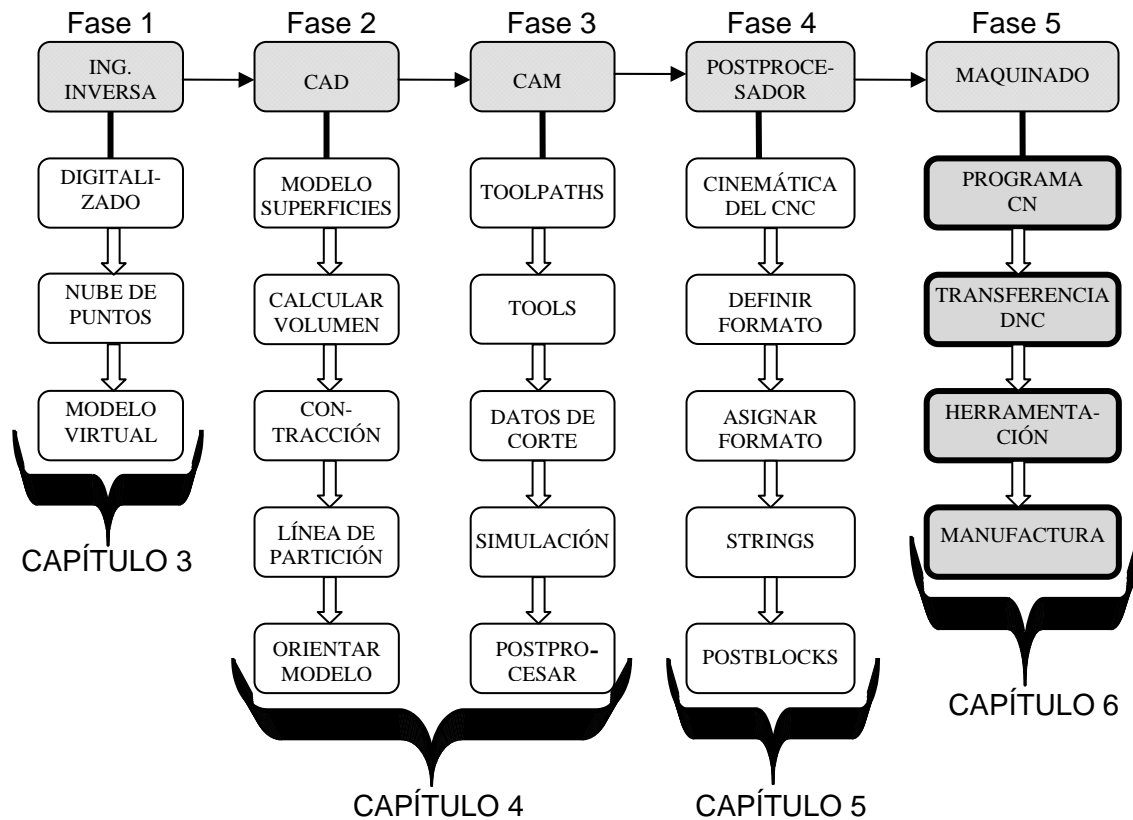 Fase 1
Fase 2
Fase 3
Fase 4
Fase 5
ING.
INVERSA
CAD
CAM
POSTPROCE-
SADOR
MAQUINADO
DIGITALI-
ZADO
NUBE DE
PUNTOS
MODELO
VIRTUAL
CAPÍTULO 3
MODELO
SUPERFICIES
CALCULAR
VOLUMEN
CON-
TRACCIÓN
LÍNEA DE
PARTICIÓN
ORIENTAR
MODELO
TOOLPATHS
TOOLS
DATOS DE
CORTE
SIMULACIÓN
POSTPRO-
CESAR
CAPÍTULO 4
CINEMÁTICA
DEL CNC
DEFINIR
FORMATO
ASIGNAR
FORMATO
STRINGS
POSTBLOCKS
CAPÍTULO 5
PROGRAMA
CN
TRANSFERENCIA
DNC
HERRAMENTA-
CIÓN
MANUFACTURA
CAPÍTULO 6